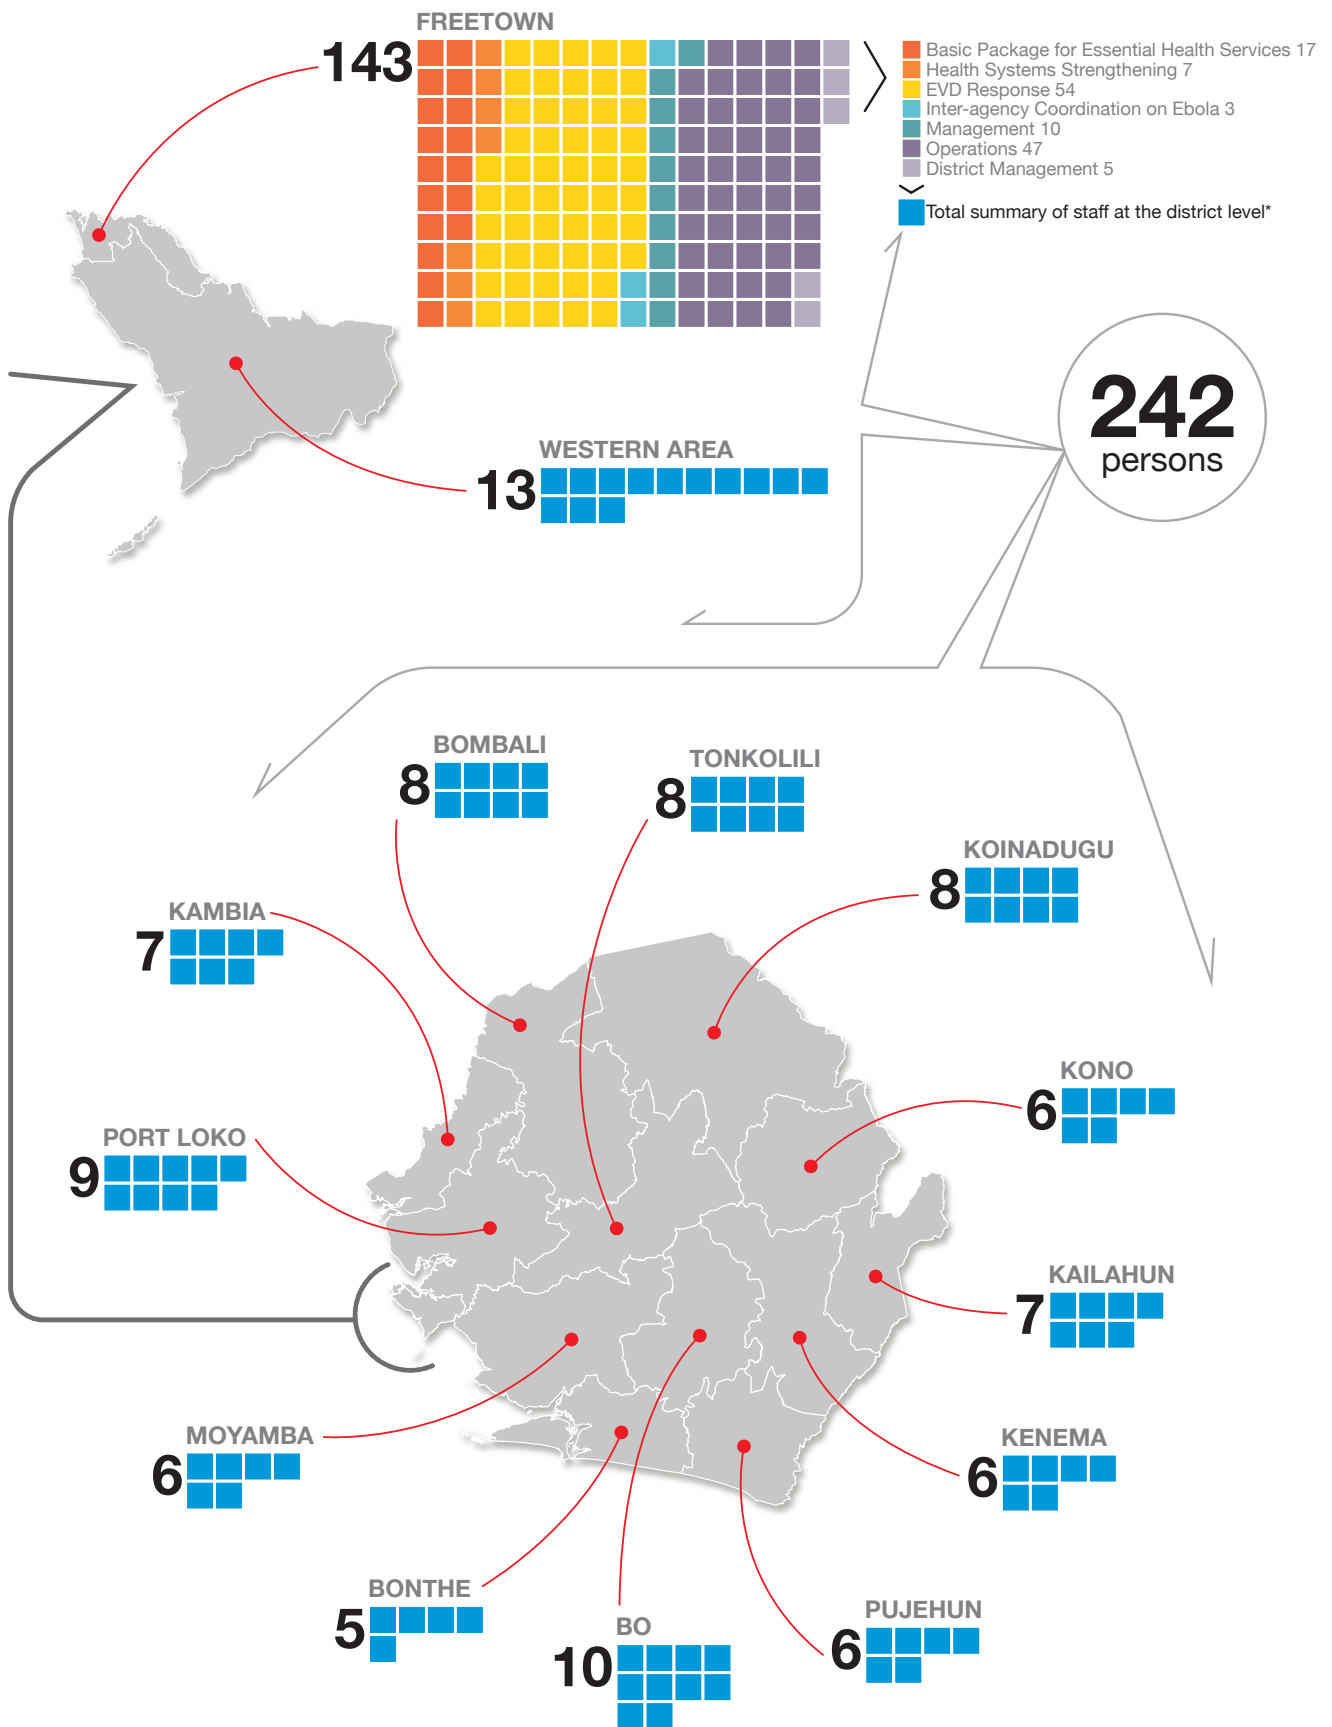 FREETOWN
143
Basic Package for Essential Health Services 17
Health Systems Strengthening 7
EVD Response 54
Inter-agency Coordination on Ebola 3
Management 10
Operations 47
District Management 5
Total summary of staff at the district level*
242
persons
WESTERN AREA
13
BOMBALI
8
TONKOLILI
8
KOINADUGU
8
KAMBIA
7
KONO
6
PORT LOKO
9
KAILAHUN
7
MOYAMBA
6
KENEMA
6
BONTHE
5
BO
10
PUJEHUN
6